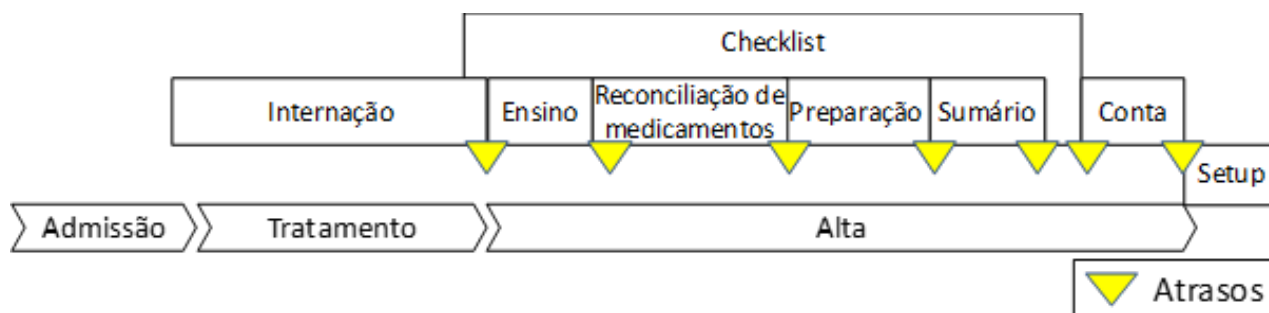 Checklist
Internação
Ensino
Reconciliação de
medicamentos
Preparação
Sumário
Conta
Setup
Admissão
Tratamento
Alta
Atrasos